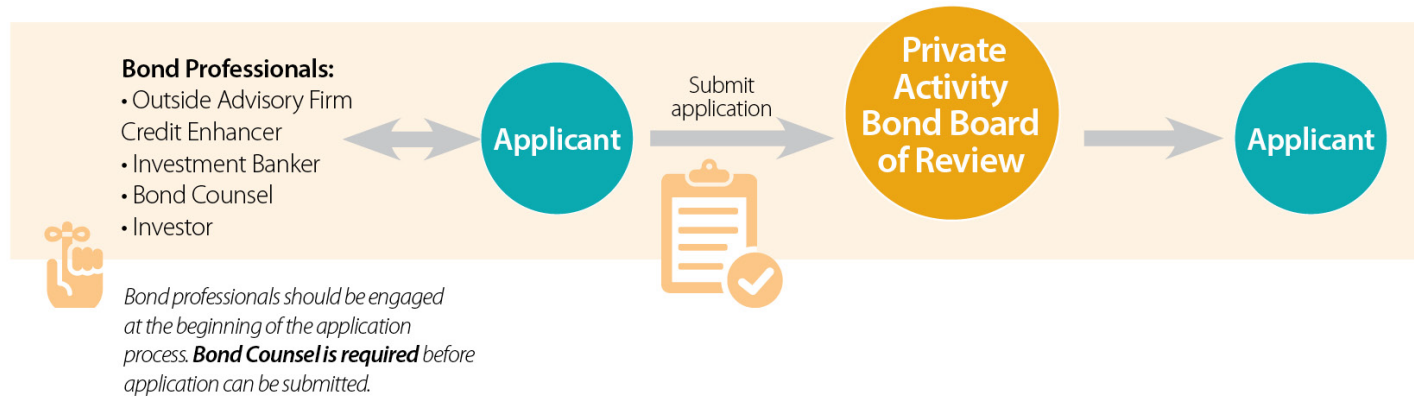 Bond Professionals:
• Outside Advisory Firm
Credit Enhancer
• Investment Banker
• Bond Counsel
• Investor
Bond professionals should be engaged
at the beginning of the application
process. Bond Counsel is required before
application can be submitted.
Applicant
Submit
application
Private
Activity
Bond Board
of Review
Applicant